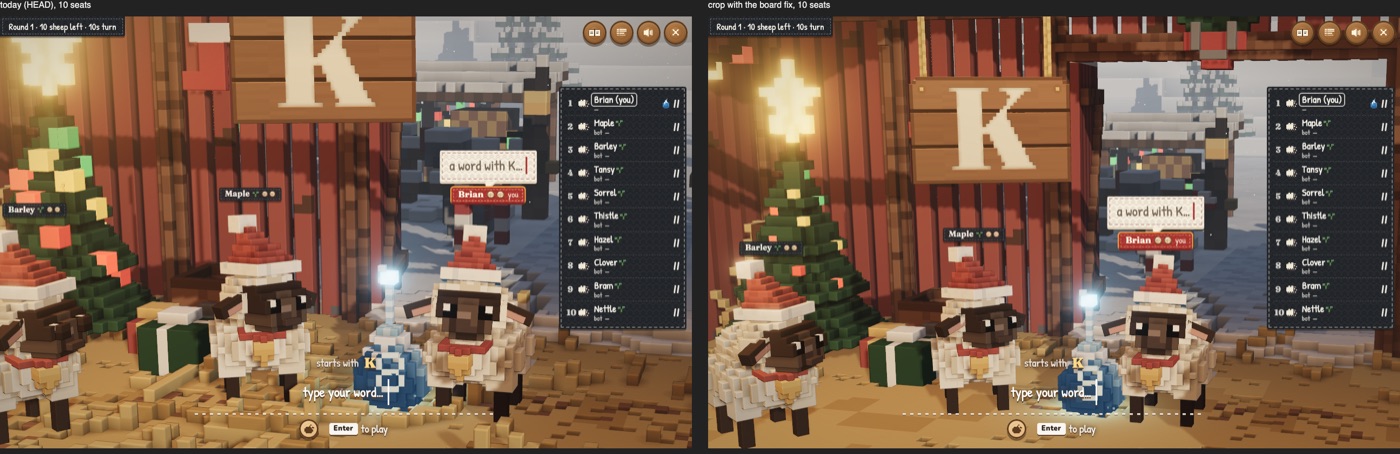 today (HEAD), 10 seats
Round 1 · 10 sheep left · 10s turn
K
1 Brian (you)
–
2 Maple
bot –
3 Barley
bot –
4 Tansy
bot –
5 Sorrel
bot –
6 Thistle
bot –
7 Hazel
bot –
8 Clover
bot –
9 Bram
bot –
10 Nettle
bot –
a word with K...
Brian you
Maple
Barley
8
starts with K
type your word...
Enter to play
crop with the board fix, 10 seats
Round 1 · 10 sheep left · 10s turn
K
1 Brian (you)
–
2 Maple
bot –
3 Barley
bot –
4 Tansy
bot –
5 Sorrel
bot –
6 Thistle
bot –
7 Hazel
bot –
8 Clover
bot –
9 Bram
bot –
10 Nettle
bot –
a word with K...
Brian you
Maple
Barley
starts with K
type your word...
Enter to play